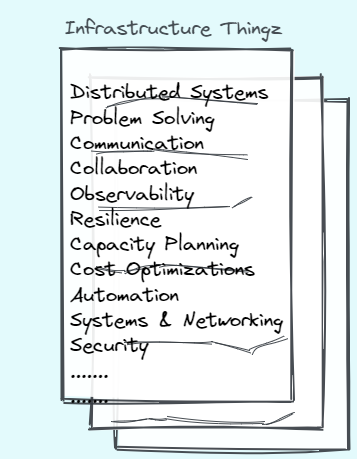 Infrastructure Thingz
Distributed Systems
Problem Solving
Communication
Collaboration
Observability
Resilience
Capacity Planning
Cost Optimizations
Automation
Systems & Networking
Security
.......
.......